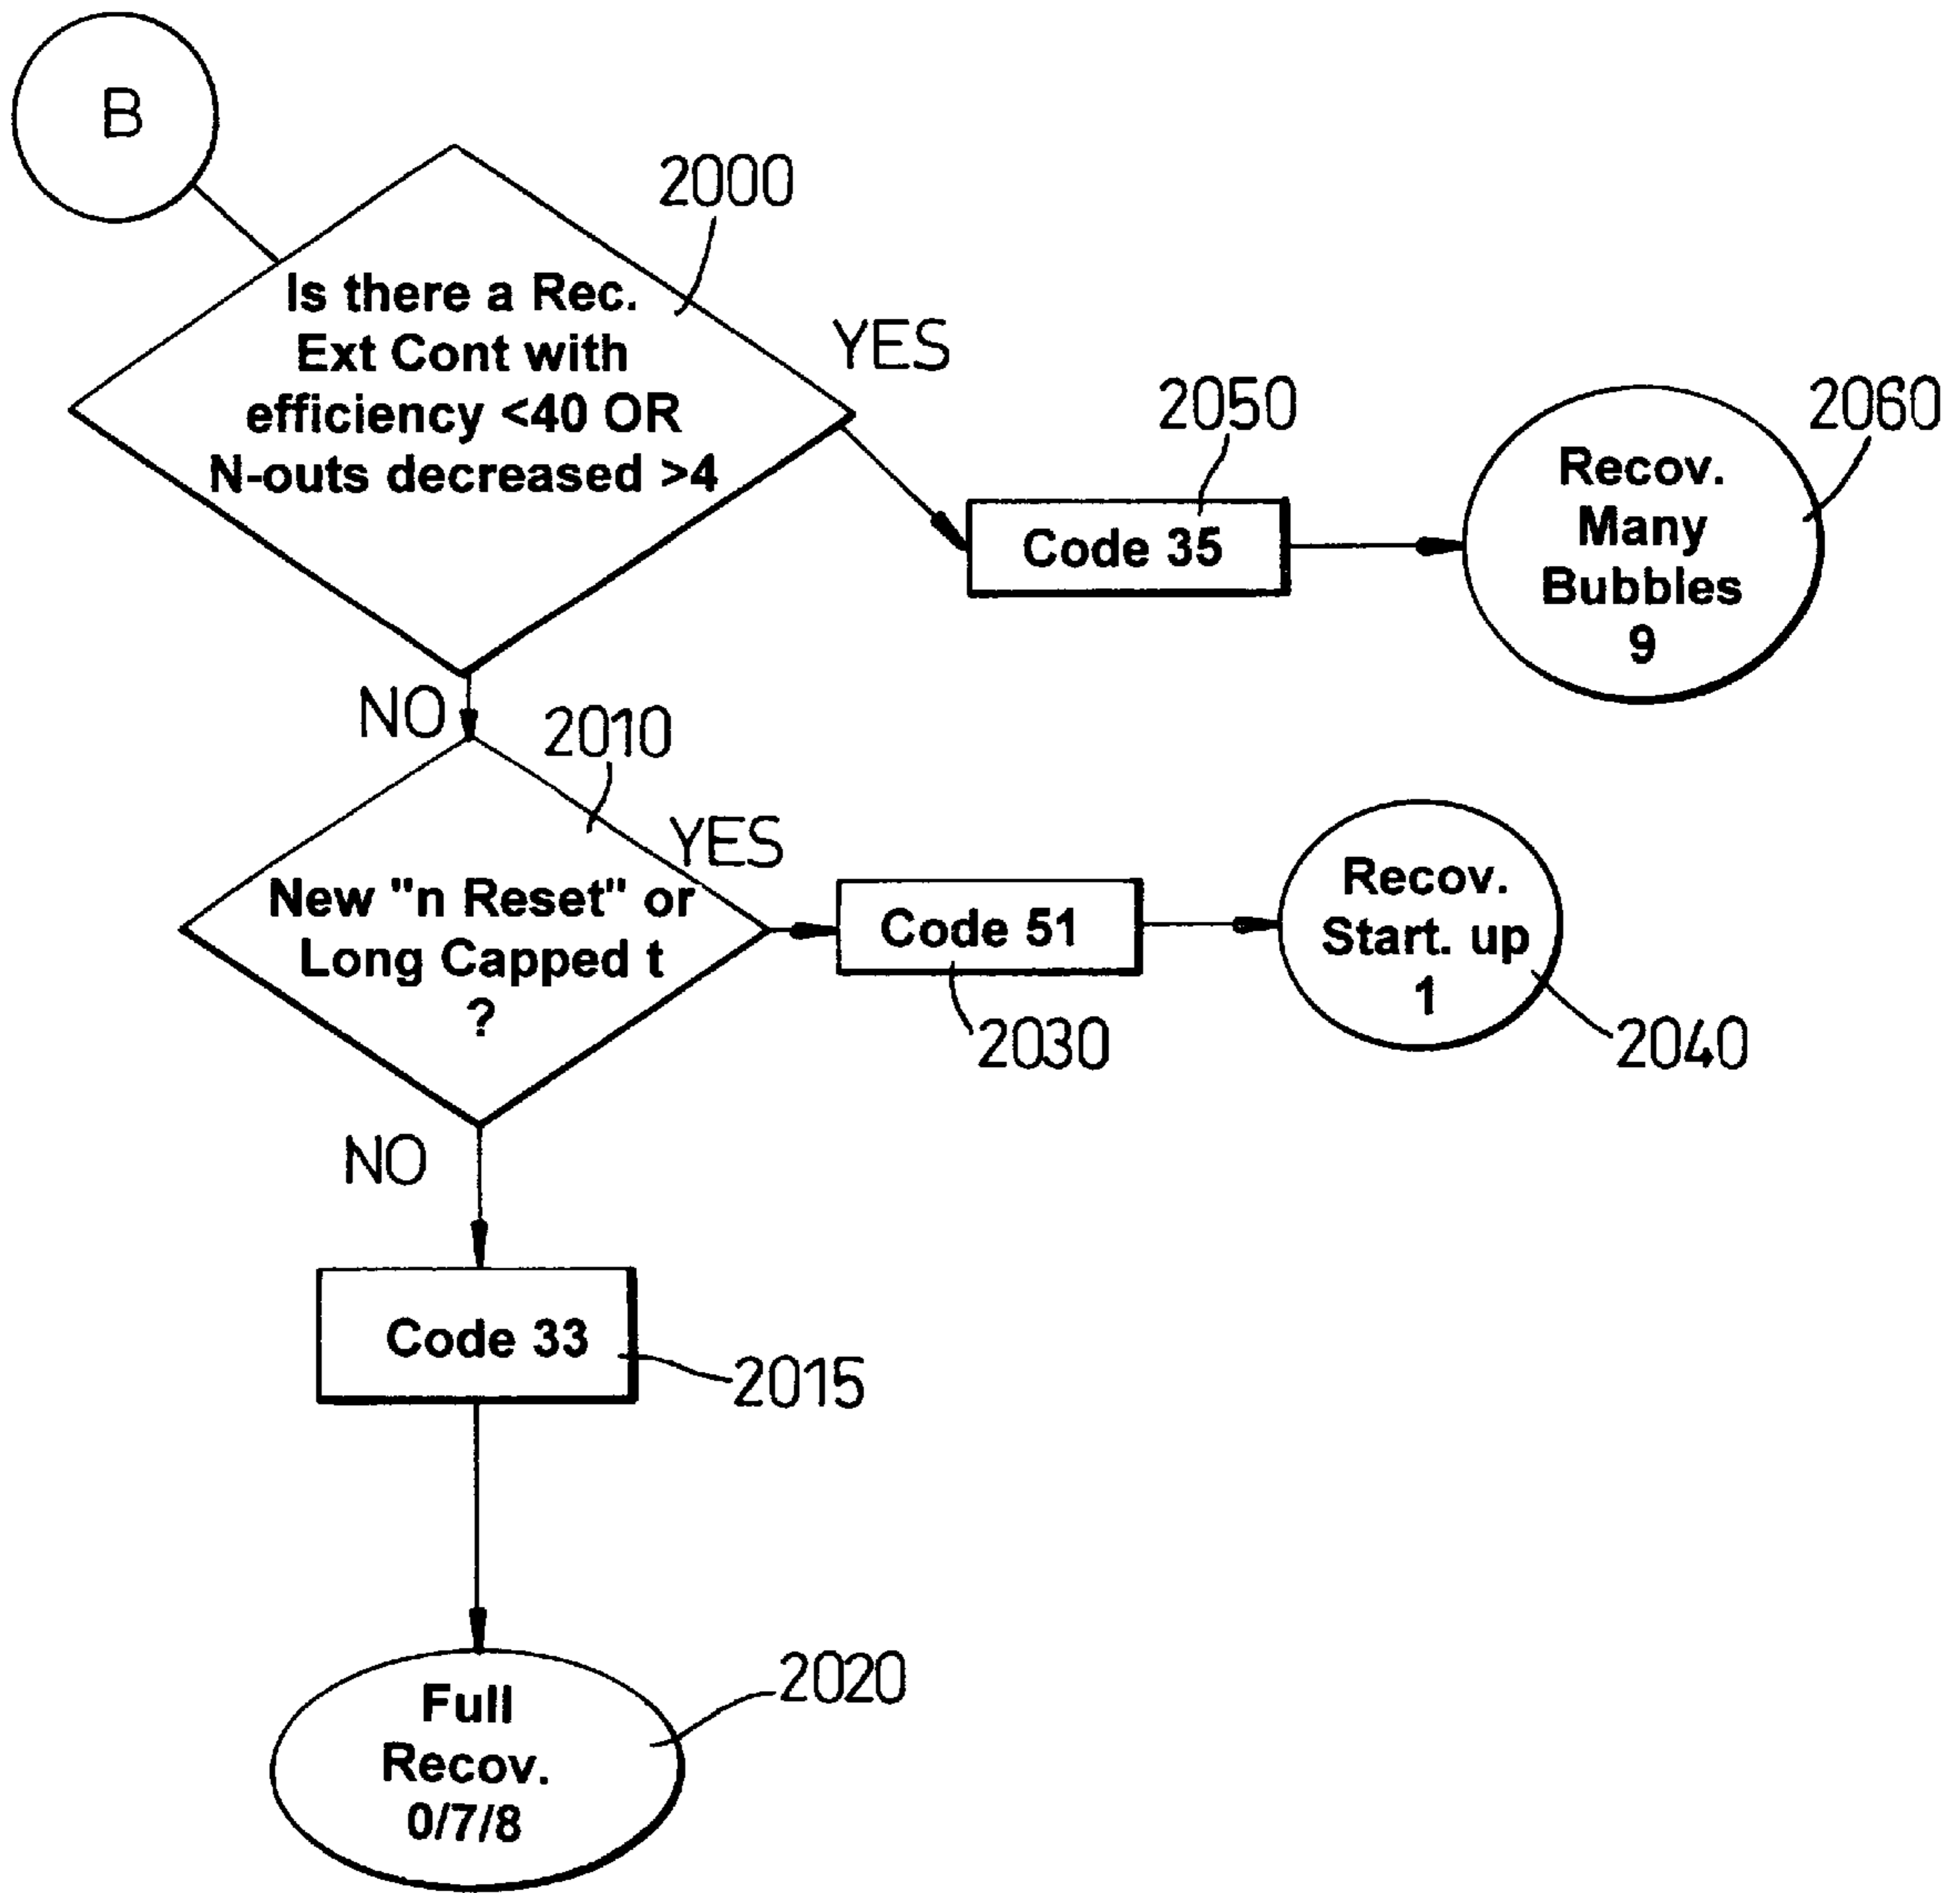 B
2000
Is there a Rec.
Ext Cont with
efficiency <40 OR
N-outs decreased >4
YES
2050
Code 35
2060
Recov.
Many
Bubbles
9
NO
2010
YES
New "n Reset" or
Long Capped t
?
Code 51
2030
Recov.
Start. up
1
2040
NO
Code 33
2015
Full
Recov.
0/7/8
2020